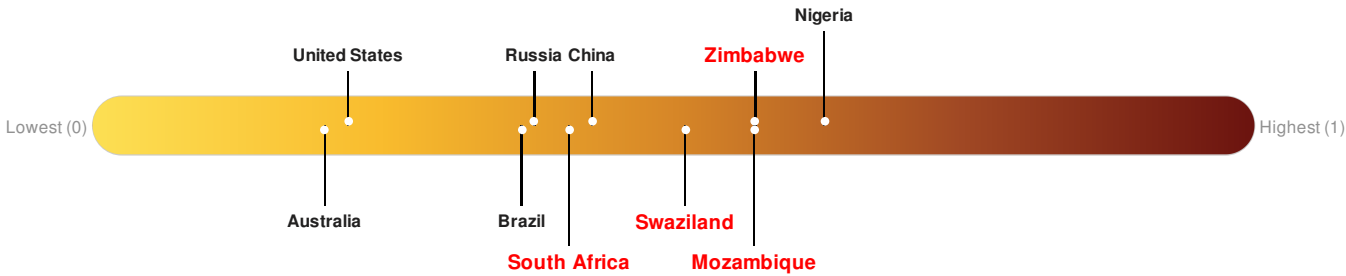 Nigeria
United States
Russia China
Zimbabwe
Lowest (0)
Highest (1)
Australia
Brazil
Swaziland
South Africa
Mozambique